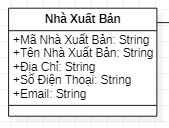 Nhà Xuất Bản
+Mã Nhà Xuất Bản: String
+Tên Nhà Xuất Bản: String
+Địa Chỉ: String
+Số Điện Thoại: String
+Email: String